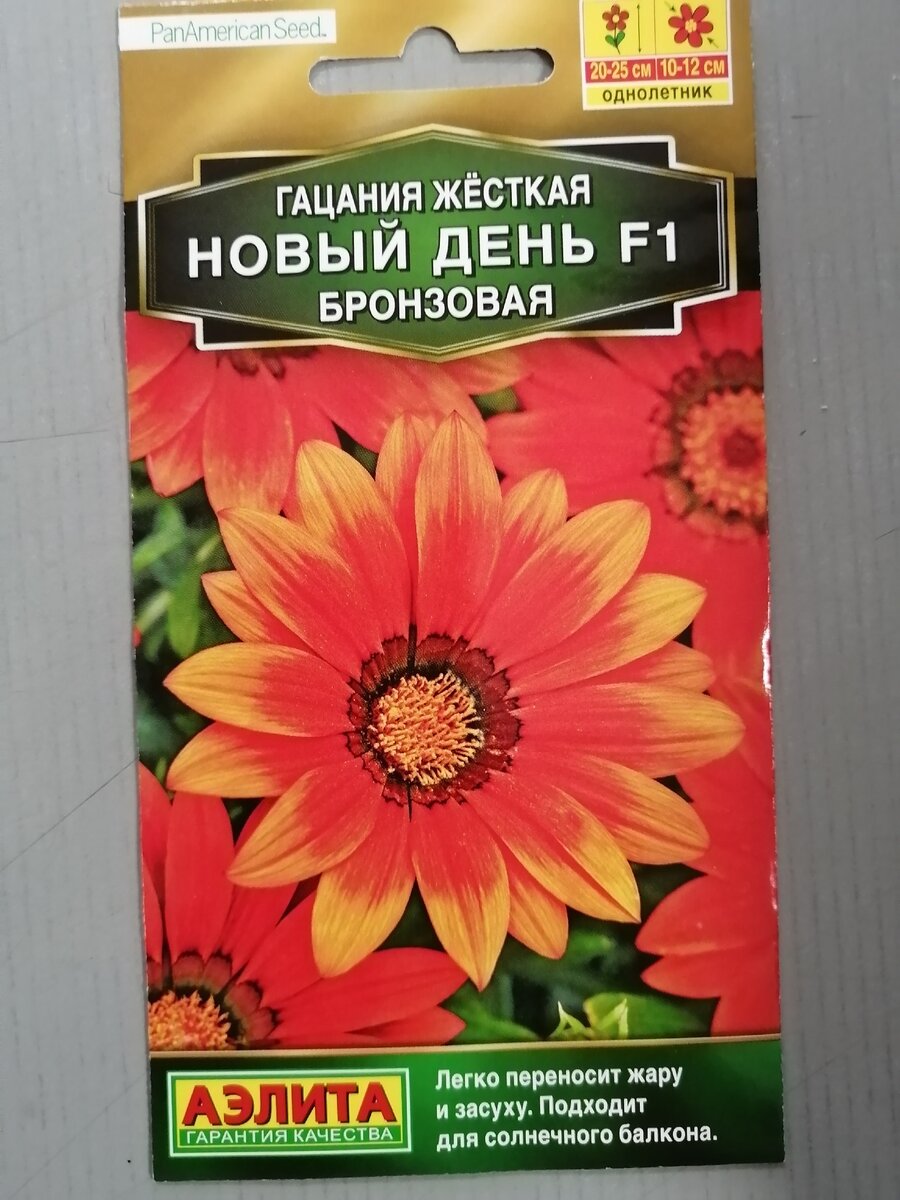 PanAmerican Seed™
20-25 см 10-12 см
однолетник
ГАЦАНИЯ ЖЁСТКАЯ
НОВЫЙ ДЕНЬ F1
БРОНЗОВАЯ
АЭЛИТА
ГАРАНТИЯ КАЧЕСТВА
Легко переносит жару
и засуху. Подходит
для солнечного балкона.